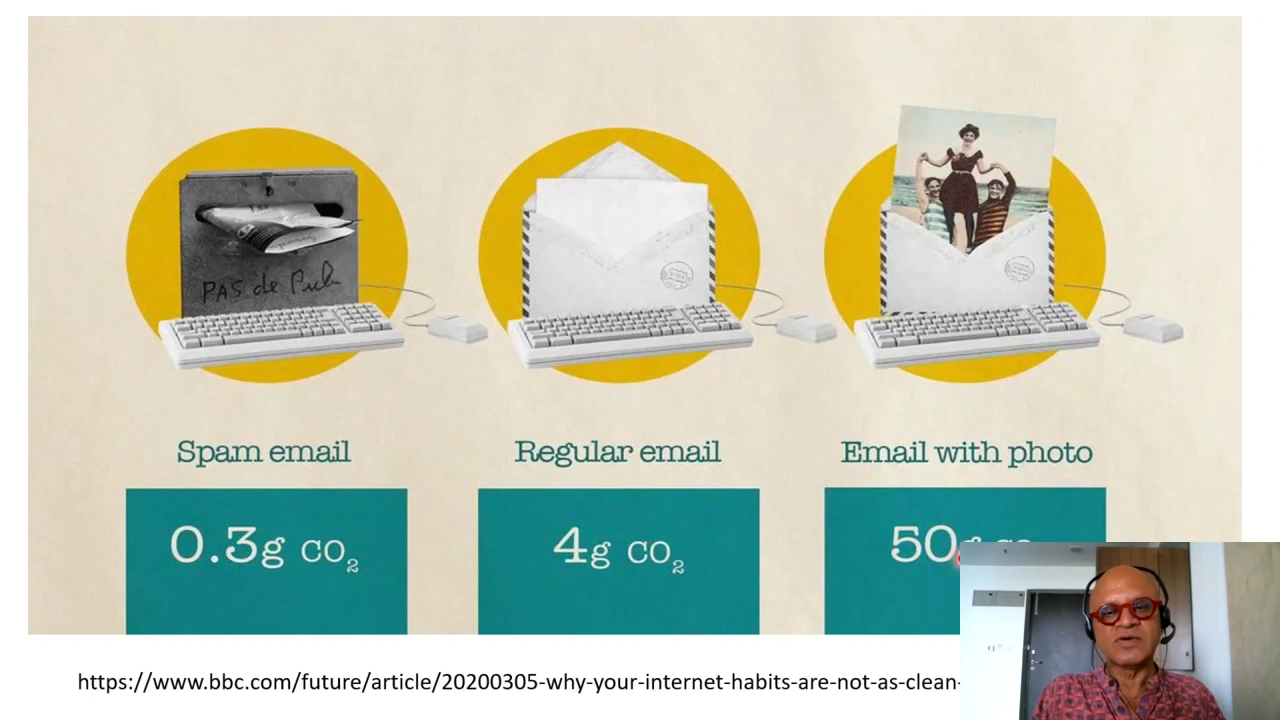 PAS de Pub
Spam email
Regular email
Email with photo
0.3g CO₂
4g CO₂
50g
https://www.bbc.com/future/article/20200305-why-your-internet-habits-are-not-as-clean-